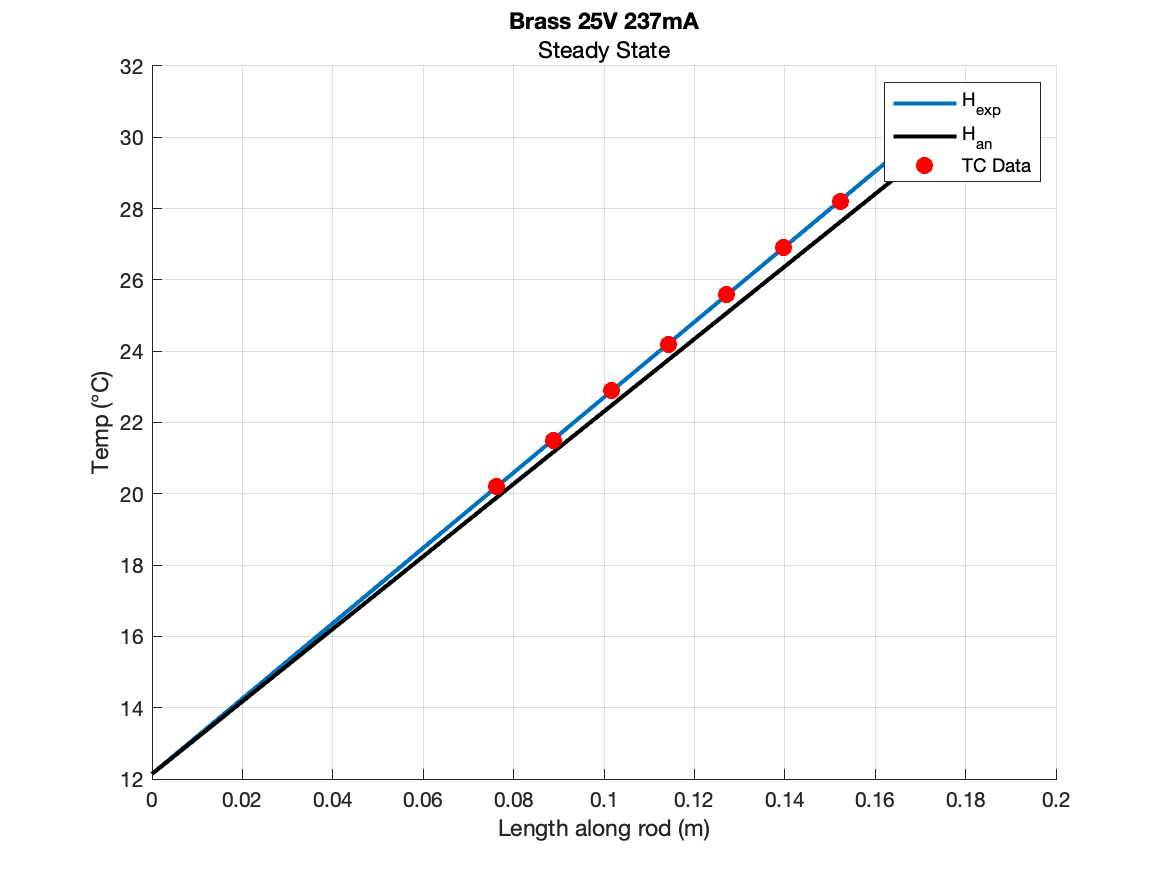 Brass 25V 237mA
Steady State
32
30
28
26
24
22
20
18
16
14
12
Temp (°C)
H_exp
H_an
TC Data
0 0.02 0.04 0.06 0.08 0.1 0.12 0.14 0.16 0.18 0.2
Length along rod (m)